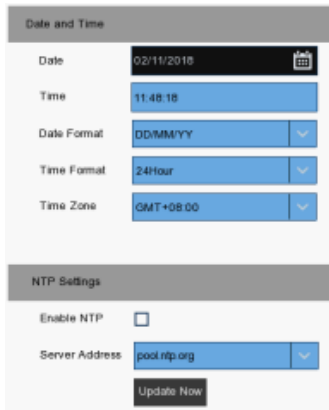 Date and Time
Date 02/11/2018
Time 11:48:18
Date Format DD/MM/YY
Time Format 24Hour
Time Zone GMT+08:00
NTP Settings
Enable NTP
Server Address pool.ntp.org
Update Now